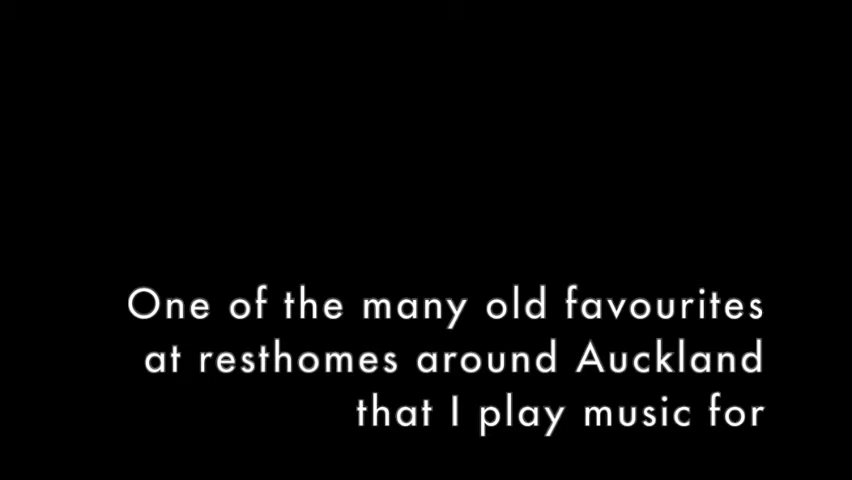 One of the many old favourites
at resthomes around Auckland
that I play music for